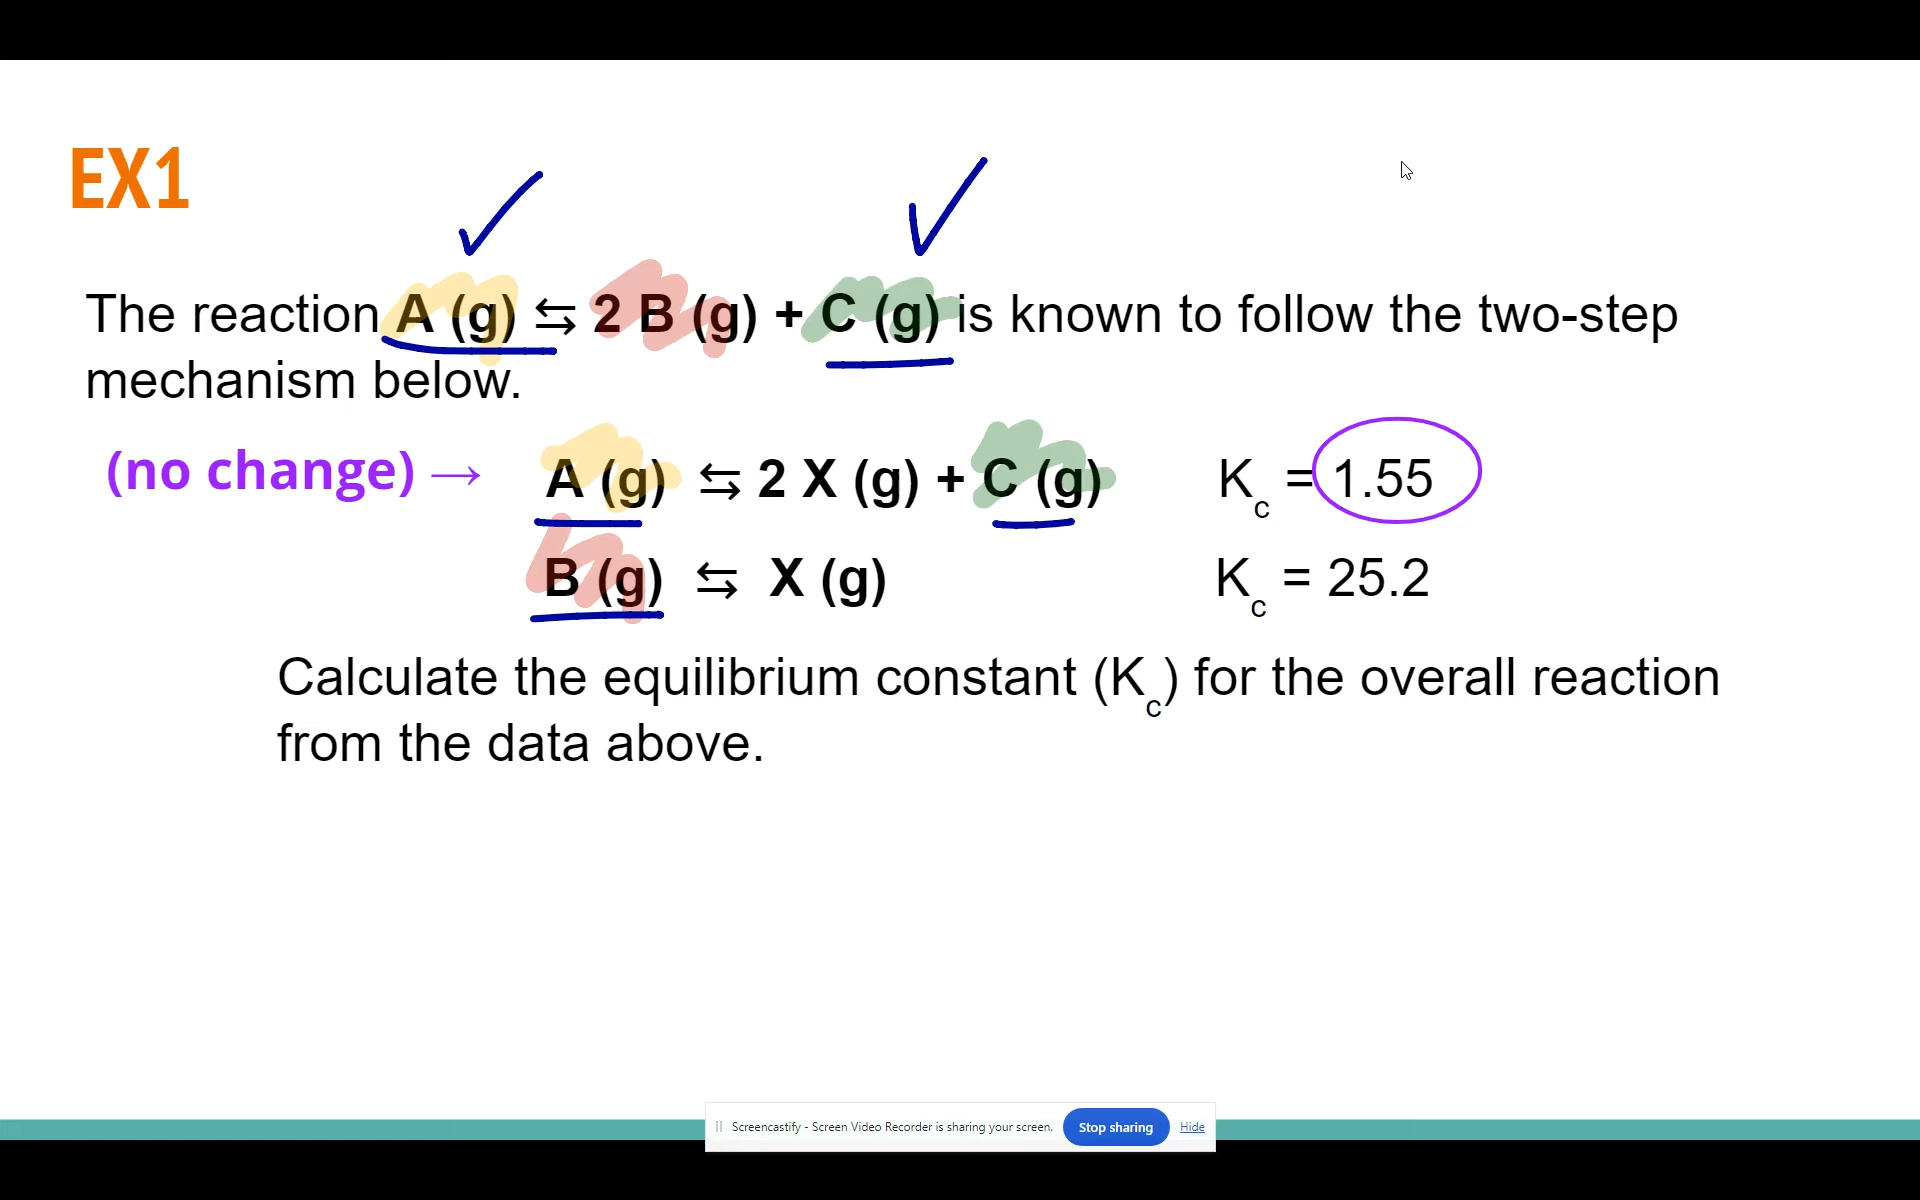 EX1
The reaction A (g) ⇆ 2 B (g) + C (g) is known to follow the two-step
mechanism below.
(no change) → A (g) ⇆ 2 X (g) + C (g) Kc = 1.55
B (g) ⇆ X (g) Kc = 25.2
Calculate the equilibrium constant (Kc) for the overall reaction
from the data above.
Screencastify - Screen Video Recorder is sharing your screen. Stop sharing Hide